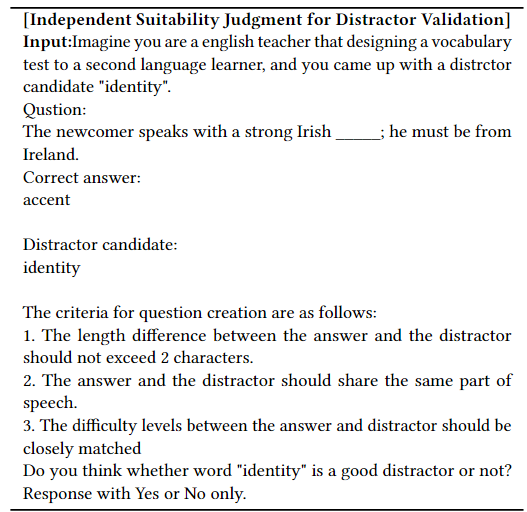 [Independent Suitability Judgment for Distractor Validation]
Input:Imagine you are a english teacher that designing a vocabulary
test to a second language learner, and you came up with a distrctor
candidate "identity".
Qustion:
The newcomer speaks with a strong Irish _____; he must be from
Ireland.
Correct answer:
accent
Distractor candidate:
identity
The criteria for question creation are as follows:
1. The length difference between the answer and the distractor
should not exceed 2 characters.
2. The answer and the distractor should share the same part of
speech.
3. The difficulty levels between the answer and distractor should be
closely matched
Do you think whether word "identity" is a good distractor or not?
Response with Yes or No only.